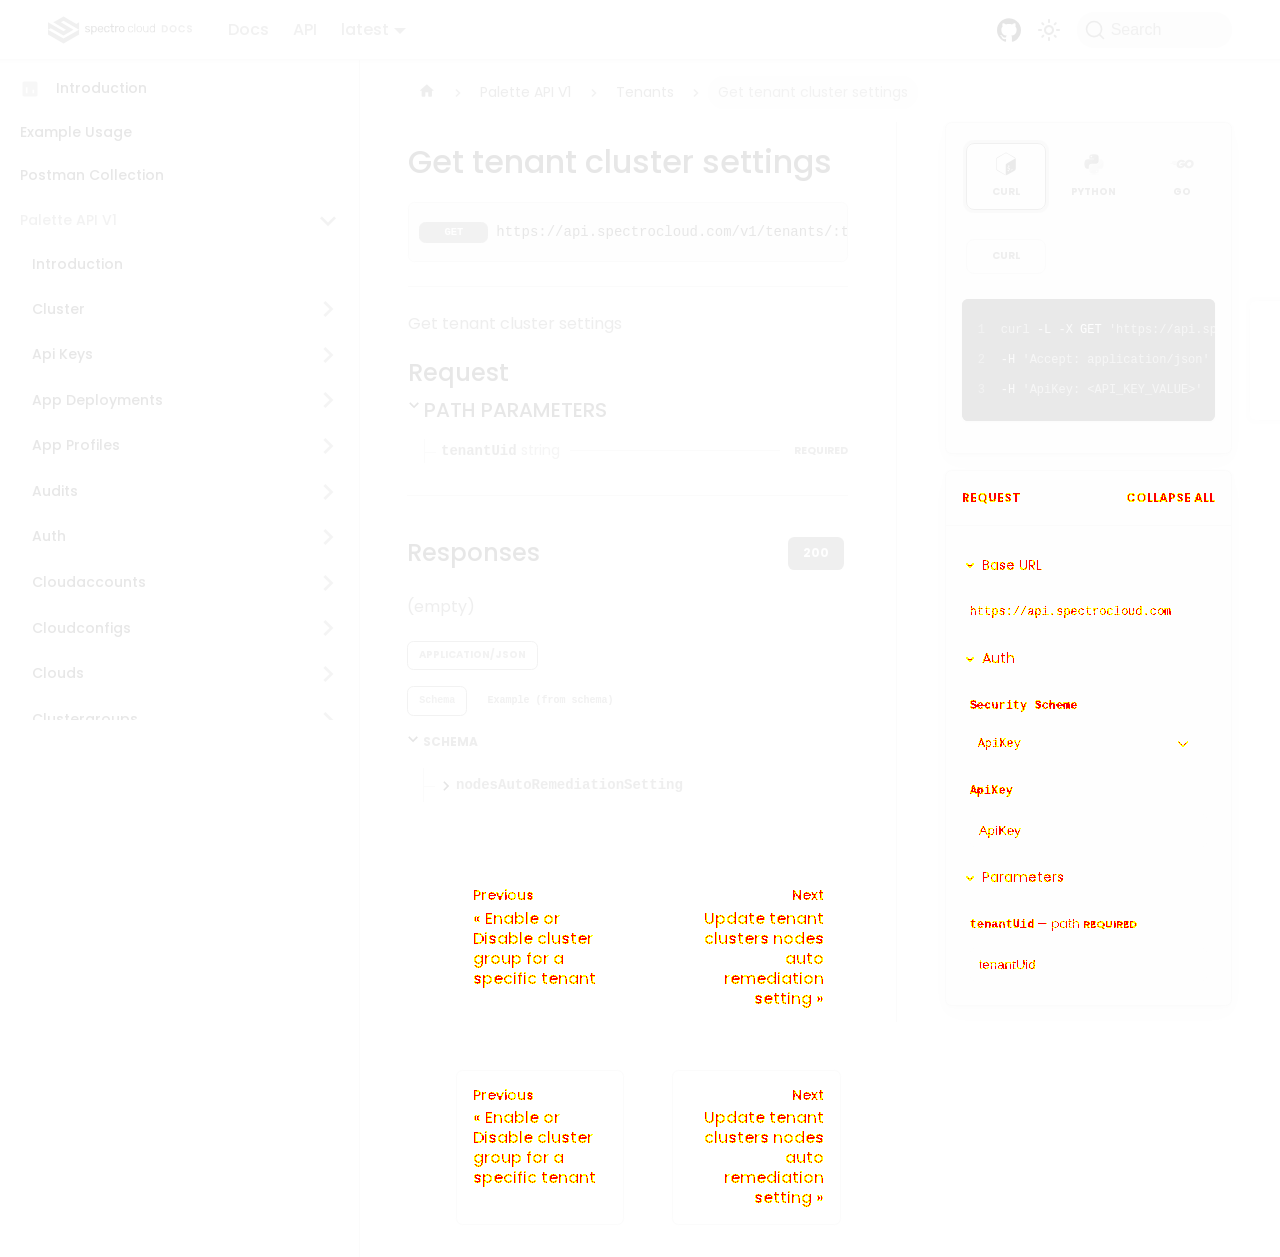 spectro cloud DOCS
Docs
API
latest
Search
Introduction
Example Usage
Postman Collection
Palette API V1
Introduction
Cluster
Api Keys
App Deployments
App Profiles
Audits
Auth
Cloudaccounts
Cloudconfigs
Clouds
Clustergroups
Palette API V1
Tenants
Get tenant cluster settings
Get tenant cluster settings
GET https://api.spectrocloud.com/v1/tenants/:t
Get tenant cluster settings
Request
PATH PARAMETERS
tenantUid string REQUIRED
Responses
200
(empty)
APPLICATION/JSON
Schema
Example (from schema)
SCHEMA
nodesAutoRemediationSetting
Previous
« Enable or
Disable cluster
group for a
specific tenant
Next
Update tenant
clusters nodes
auto
remediation
setting »
Previous
« Enable or
Disable cluster
group for a
specific tenant
Next
Update tenant
clusters nodes
auto
remediation
setting »
CURL
PYTHON
GO
CURL
1 curl -L -X GET 'https://api.sp
2 -H 'Accept: application/json'
3 -H 'ApiKey: <API_KEY_VALUE>'
REQUEST
COLLAPSE ALL
Base URL
https://api.spectrocloud.com
Auth
Security Scheme
ApiKey
ApiKey
ApiKey
Parameters
tenantUid — path REQUIRED
tenantUid